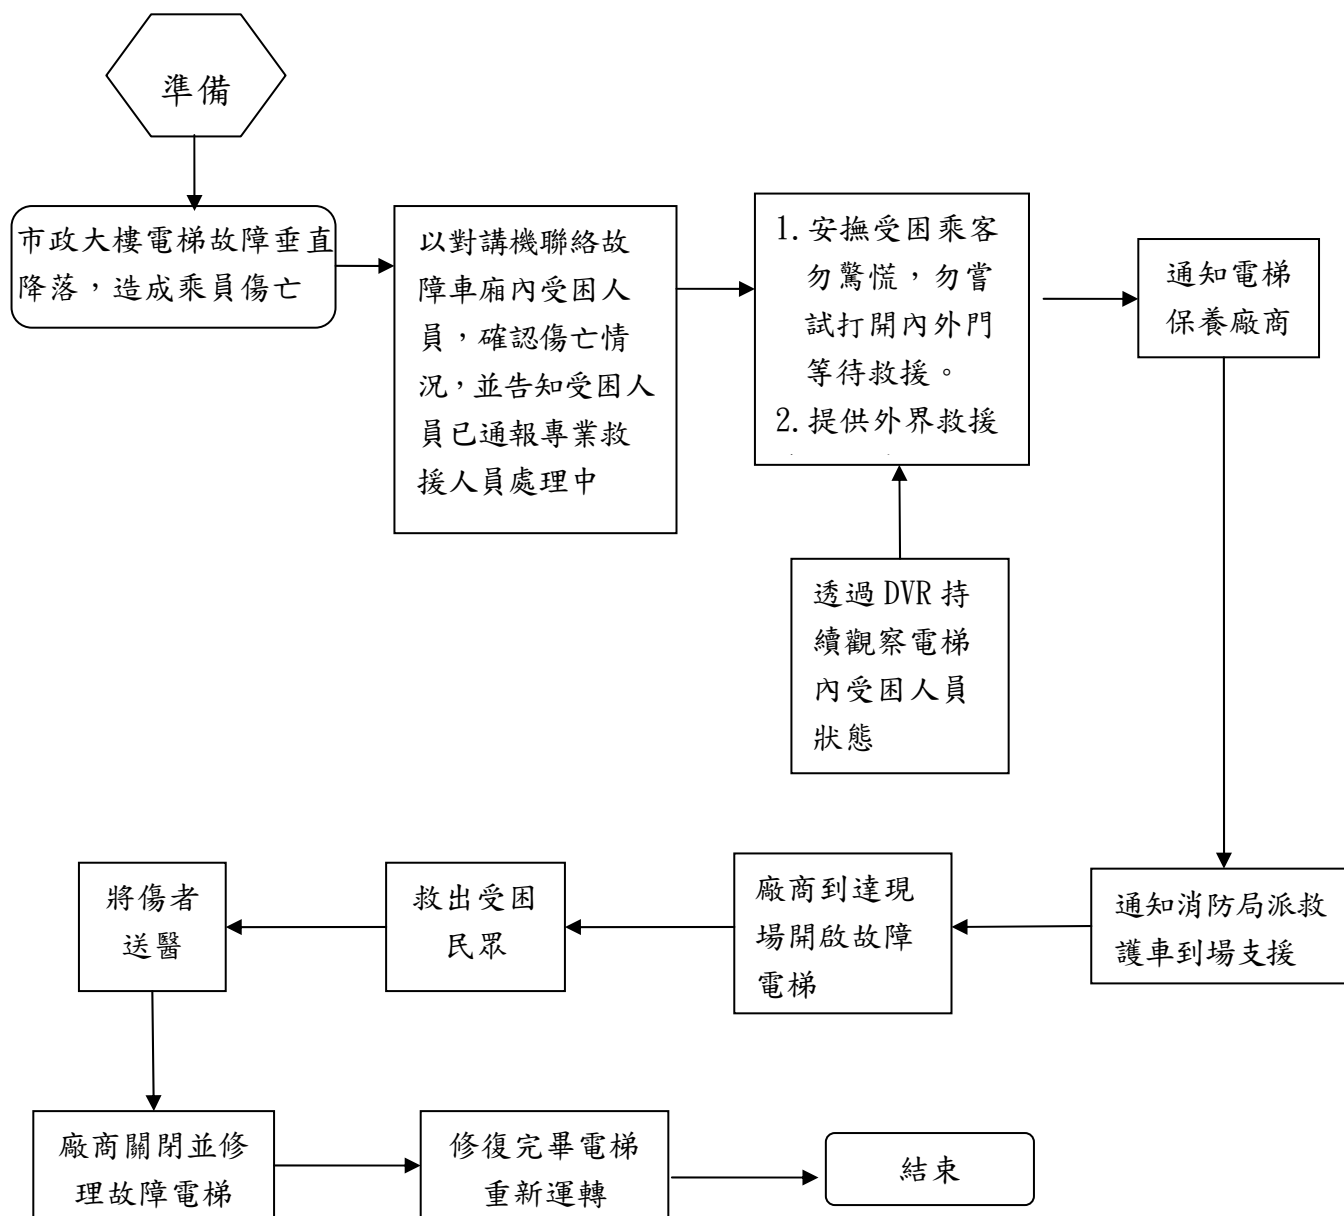 準備
市政大樓電梯故障垂直
降落，造成乘員傷亡
以對講機聯絡故
障車廂內受困人
員，確認傷亡情
況，並告知受困人
員已通報專業救
援人員處理中
1.安撫受困乘客
勿驚慌，勿嘗
試打開內外門
等待救援。
2.提供外界救援
通知電梯
保養廠商
透過 DVR 持
續觀察電梯
內受困人員
狀態
將傷者
送醫
救出受困
民眾
廠商到達現
場開啟故障
電梯
通知消防局派救
護車到場支援
廠商關閉並修
理故障電梯
修復完畢電梯
重新運轉
結束